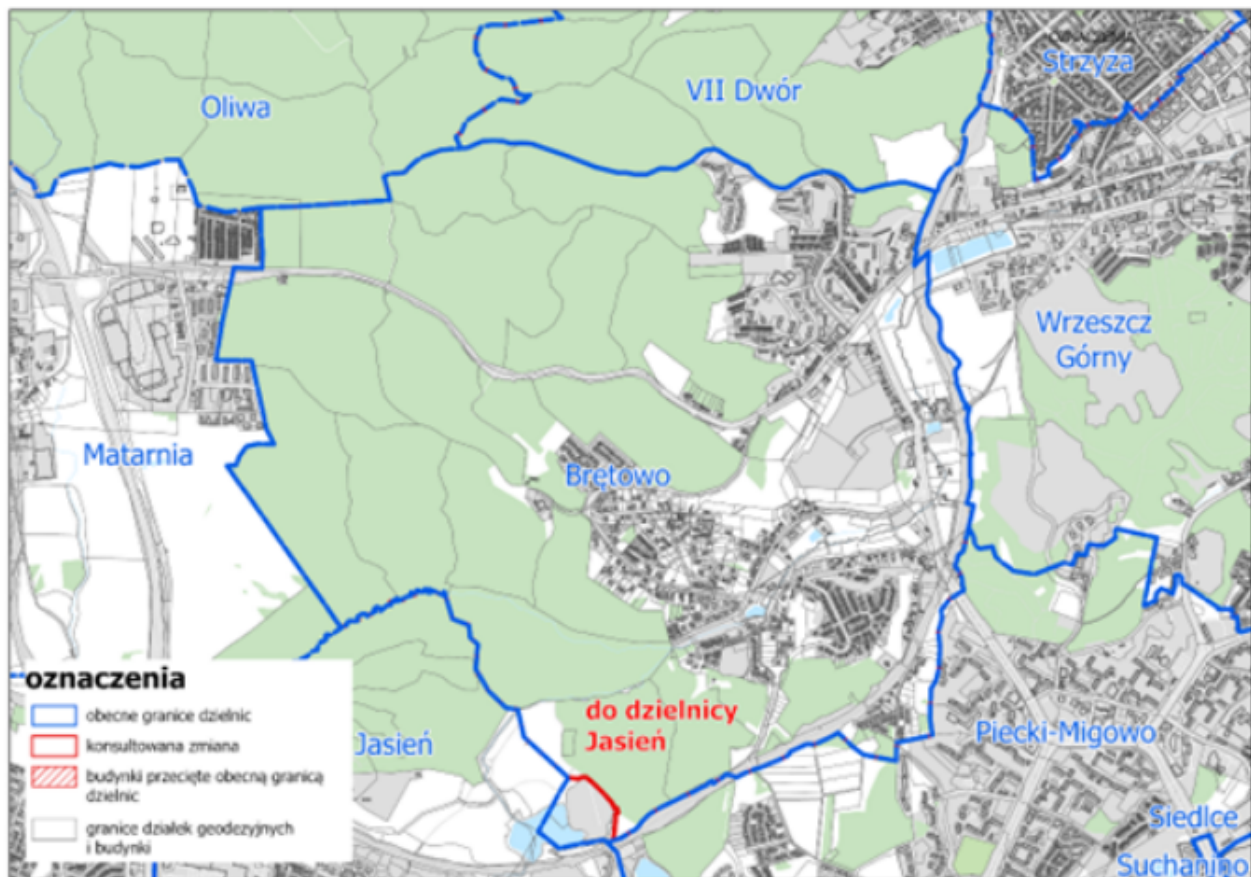 Strzyża
VII Dwór
Oliwa
Wrzeszcz
Górny
Matarnia
Brętowo
oznaczenia
obecne granice dzielnic
konsultowana zmiana
budynki przecięte obecną granicą
dzielnic
granice działek geodezyjnych
i budynki
Jasień
do dzielnicy
Jasień
Piecki-Migowo
Siedlce
Suchanino